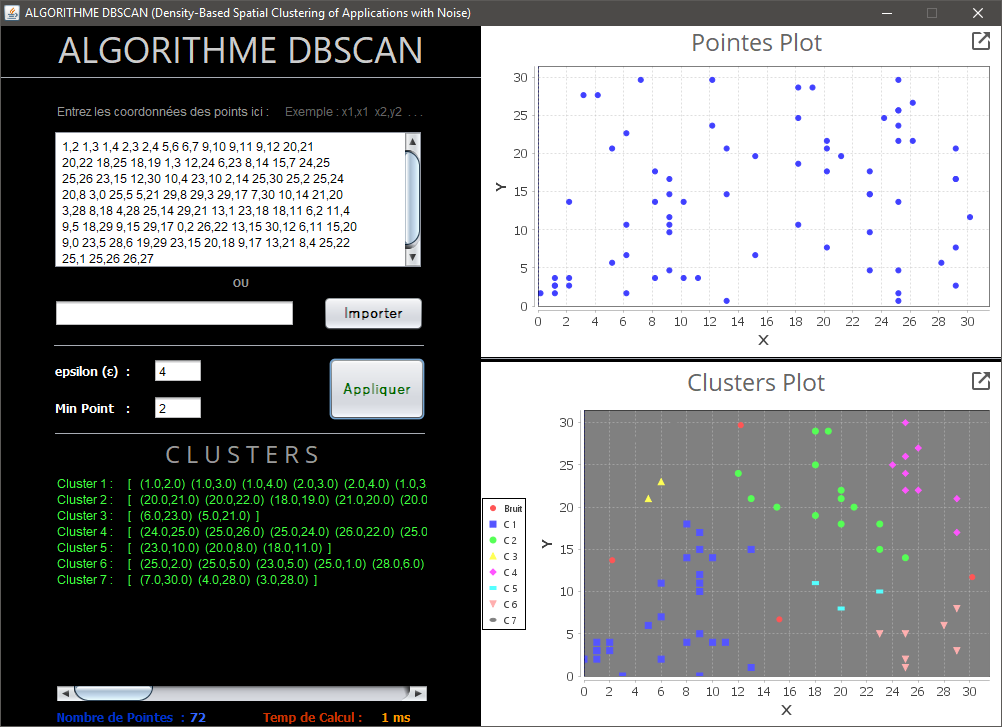 ALGORITHME DBSCAN (Density-Based Spatial Clustering of Applications with Noise)
ALGORITHME DBSCAN
Entrez les coordonnées des points ici : Exemple : x1,x1 x2,y2 . . .
1,2 1,3 1,4 2,3 2,4 5,6 6,7 9,10 9,11 9,12 20,21
20,22 18,25 18,19 1,3 12,24 6,23 8,14 15,7 24,25
25,26 23,15 12,30 10,4 23,10 2,14 25,30 25,2 25,24
20,8 3,0 25,5 5,21 29,8 29,3 29,17 7,30 10,14 21,20
3,28 8,18 4,28 25,14 29,21 13,1 23,18 18,11 6,2 11,4
9,5 18,29 9,15 29,17 0,2 26,22 13,15 30,12 6,11 15,20
9,0 23,5 28,6 19,29 23,15 20,18 9,17 13,21 8,4 25,22
25,1 25,26 26,27
OU
Importer
epsilon (ε) : 4
Min Point : 2
Appliquer
CLUSTERS
Cluster 1 : [ (1.0,2.0) (1.0,3.0) (1.0,4.0) (2.0,3.0) (2.0,4.0) (1.0,3
Cluster 2 : [ (20.0,21.0) (20.0,22.0) (18.0,19.0) (21.0,20.0) (20.0
Cluster 3 : [ (6.0,23.0) (5.0,21.0) ]
Cluster 4 : [ (24.0,25.0) (25.0,26.0) (25.0,24.0) (26.0,22.0) (25.0
Cluster 5 : [ (23.0,10.0) (20.0,8.0) (18.0,11.0) ]
Cluster 6 : [ (25.0,2.0) (25.0,5.0) (23.0,5.0) (25.0,1.0) (28.0,6.0)
Cluster 7 : [ (7.0,30.0) (4.0,28.0) (3.0,28.0) ]
Nombre de Pointes : 72 Temp de Calcul : 1 ms
Pointes Plot
30
25
20
15
10
5
0
Y
0 2 4 6 8 10 12 14 16 18 20 22 24 26 28 30
X
Clusters Plot
Bruit
C 1
C 2
C 3
C 4
C 5
C 6
C 7
30
25
20
15
10
5
0
Y
0 2 4 6 8 10 12 14 16 18 20 22 24 26 28 30
X